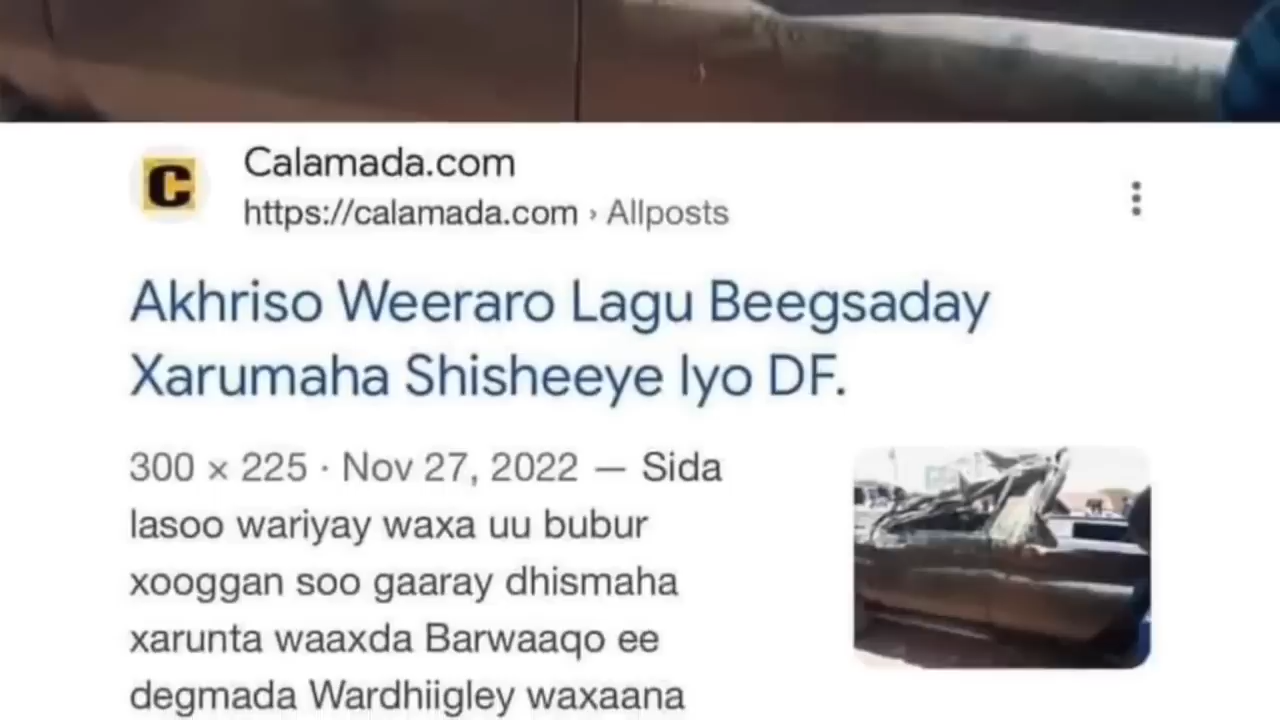 C
Calamada.com
https://calamada.com › Allposts
Akhriso Weeraro Lagu Beegsaday
Xarumaha Shisheeye Iyo DF.
300 × 225 · Nov 27, 2022 — Sida
lasoo wariyay waxa uu bubur
xooggan soo gaaray dhismaha
xarunta waaxda Barwaaqo ee
degmada Wardhiigley waxaana